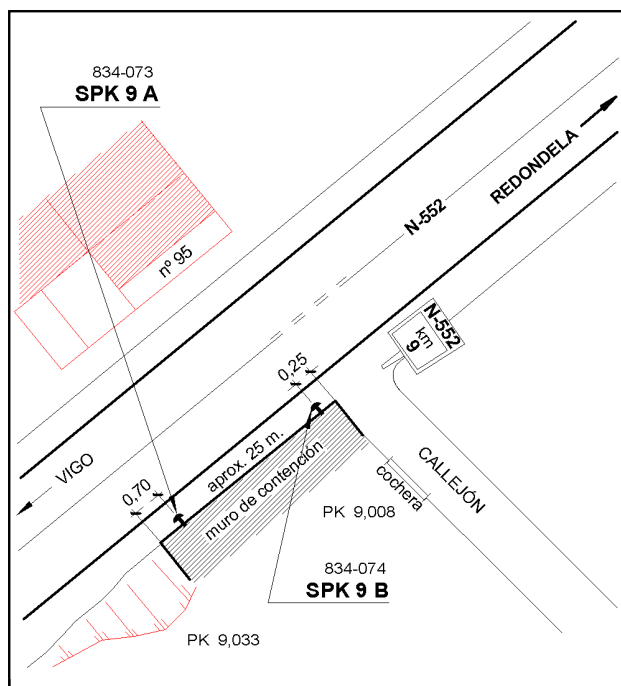 834-073
SPK 9 A
REDONDELA
N-552
nº 95
N-552
km
9
0,25
VIGO
aprox. 25 m.
0,70
muro de contención
cochera
CALLEJÓN
PK 9,008
834-074
SPK 9 B
PK 9,033